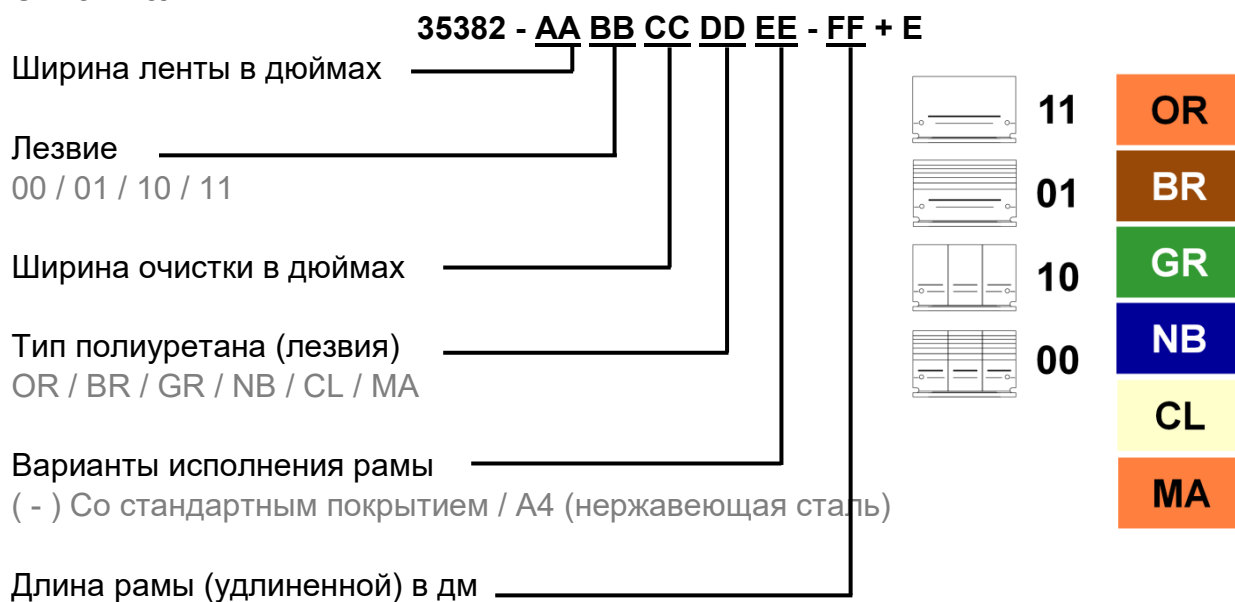 35382 - AA BB CC DD EE - FF + E
Ширина ленты в дюймах
Лезвие
00 / 01 / 10 / 11
Ширина очистки в дюймах
Тип полиуретана (лезвия)
OR / BR / GR / NB / CL / MA
Варианты исполнения рамы
( - ) Со стандартным покрытием / A4 (нержавеющая сталь)
Длина рамы (удлиненной) в дм
11
01
10
00
OR
BR
GR
NB
CL
MA